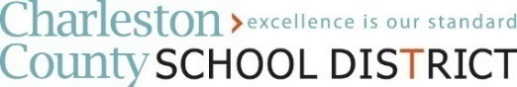 Charleston > excellence is our standard
County SCHOOL DISTRICT